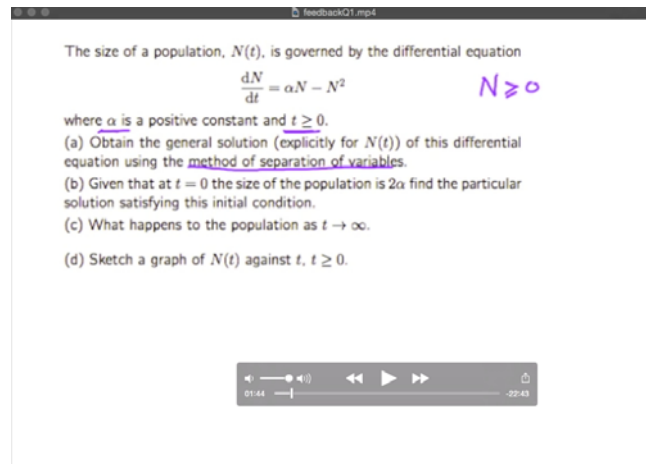 feedbackQ1.mp4
The size of a population, N(t), is governed by the differential equation
dN/dt = αN − N²
N ⩾ 0
where α is a positive constant and t ≥ 0.
(a) Obtain the general solution (explicitly for N(t)) of this differential
equation using the method of separation of variables.
(b) Given that at t = 0 the size of the population is 2α find the particular
solution satisfying this initial condition.
(c) What happens to the population as t → ∞.
(d) Sketch a graph of N(t) against t, t ≥ 0.
01:44
-22:43